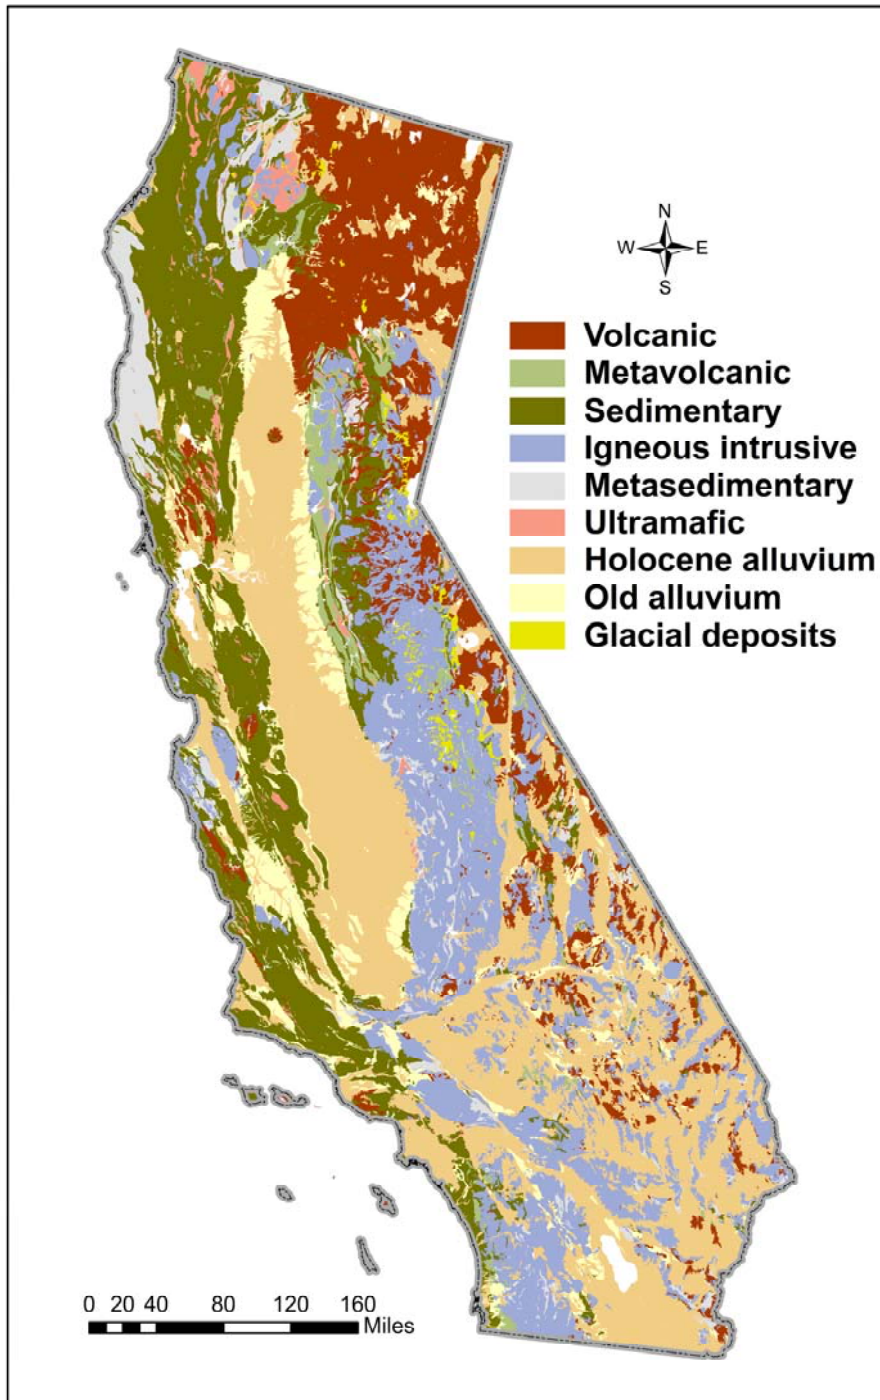 N
W E
S
Volcanic
Metavolcanic
Sedimentary
Igneous intrusive
Metasedimentary
Ultramafic
Holocene alluvium
Old alluvium
Glacial deposits
0 20 40 80 120 160
Miles